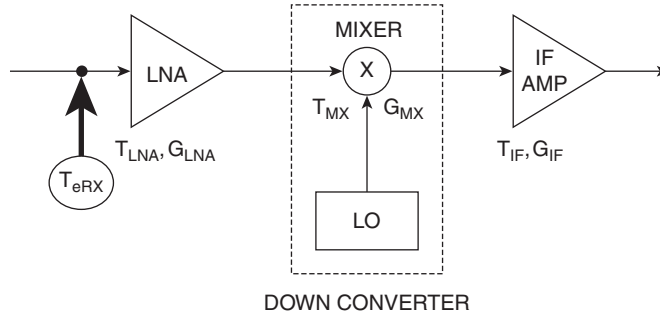 MIXER
LNA
X
IF
AMP
T_MX G_MX
T_LNA, G_LNA
T_IF, G_IF
T_eRX
LO
DOWN CONVERTER